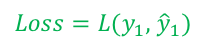 Loss = L(y₁, ŷ₁)